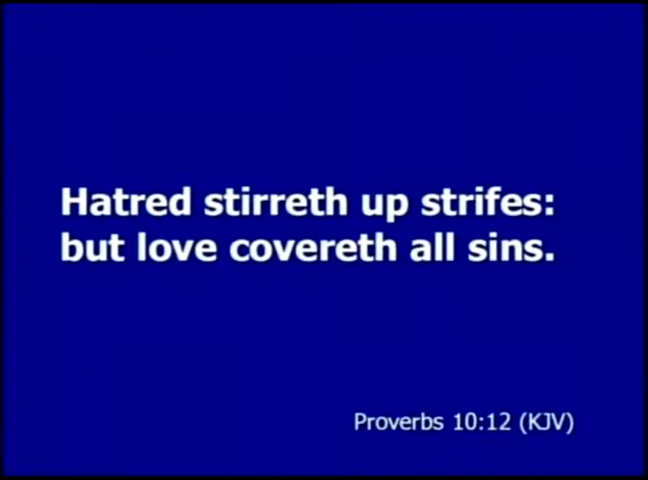 Hatred stirreth up strifes:
but love covereth all sins.
Proverbs 10:12 (KJV)